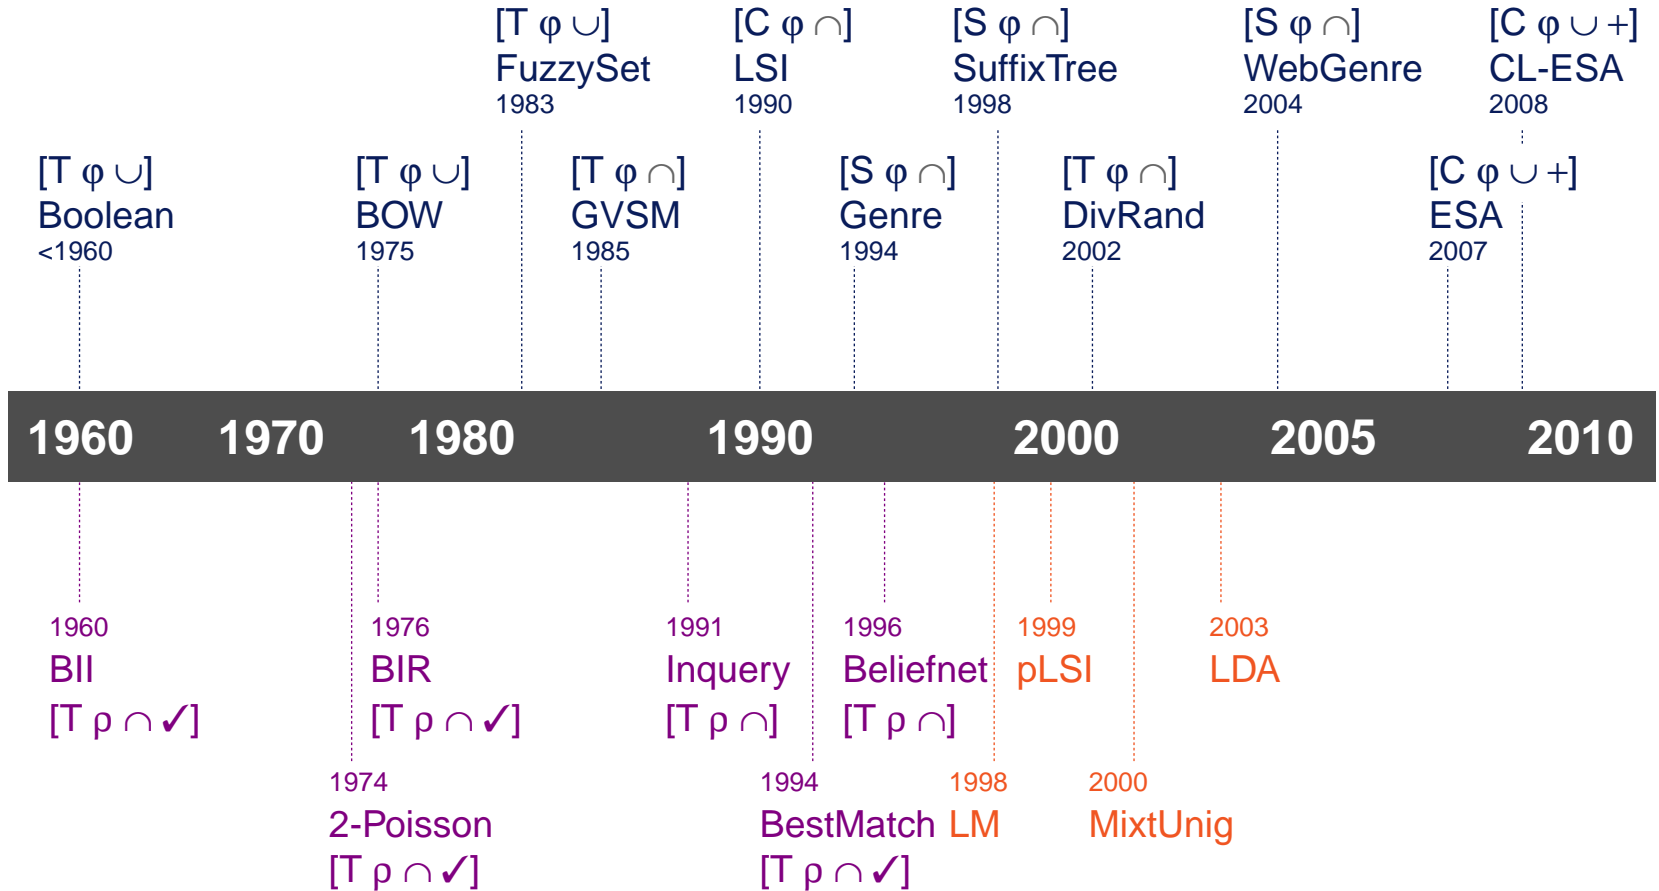 [T φ ∪]
FuzzySet
1983
[C φ ∩]
LSI
1990
[S φ ∩]
SuffixTree
1998
[S φ ∩]
WebGenre
2004
[C φ ∪ +]
CL-ESA
2008
[T φ ∪]
Boolean
<1960
[T φ ∪]
BOW
1975
[T φ ∩]
GVSM
1985
[S φ ∩]
Genre
1994
[T φ ∩]
DivRand
2002
[C φ ∪ +]
ESA
2007
1960 1970 1980 1990 2000 2005 2010
1960
BII
[T ρ ∩ ✓]
1976
BIR
[T ρ ∩ ✓]
1991
Inquery
[T ρ ∩]
1996
Beliefnet
[T ρ ∩]
1999
pLSI
2003
LDA
1974
2-Poisson
[T ρ ∩ ✓]
1994
BestMatch
[T ρ ∩ ✓]
1998
LM
2000
MixtUnig